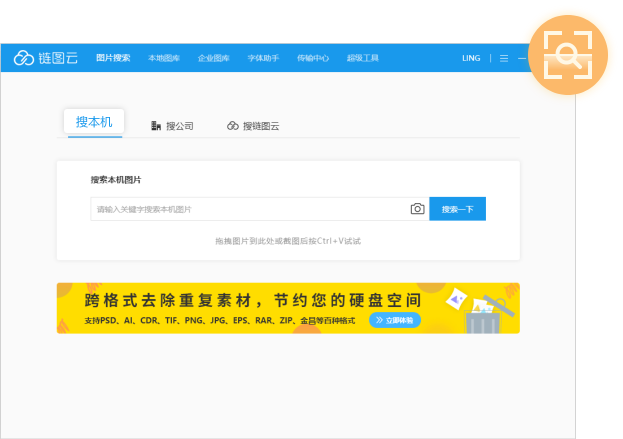 链图云 图片搜索 本地图库 企业图库 字体助手 传输中心 超级工具 LING
搜本机 搜公司 搜链图云
搜索本机图片
请输入关键字搜索本机图片 搜索一下
拖拽图片到此处或截图后按Ctrl+V试试
跨格式去除重复素材，节约您的硬盘空间
支持PSD、AI、CDR、TIF、PNG、JPG、EPS、RAR、ZIP、金昌等百种格式 立即体验